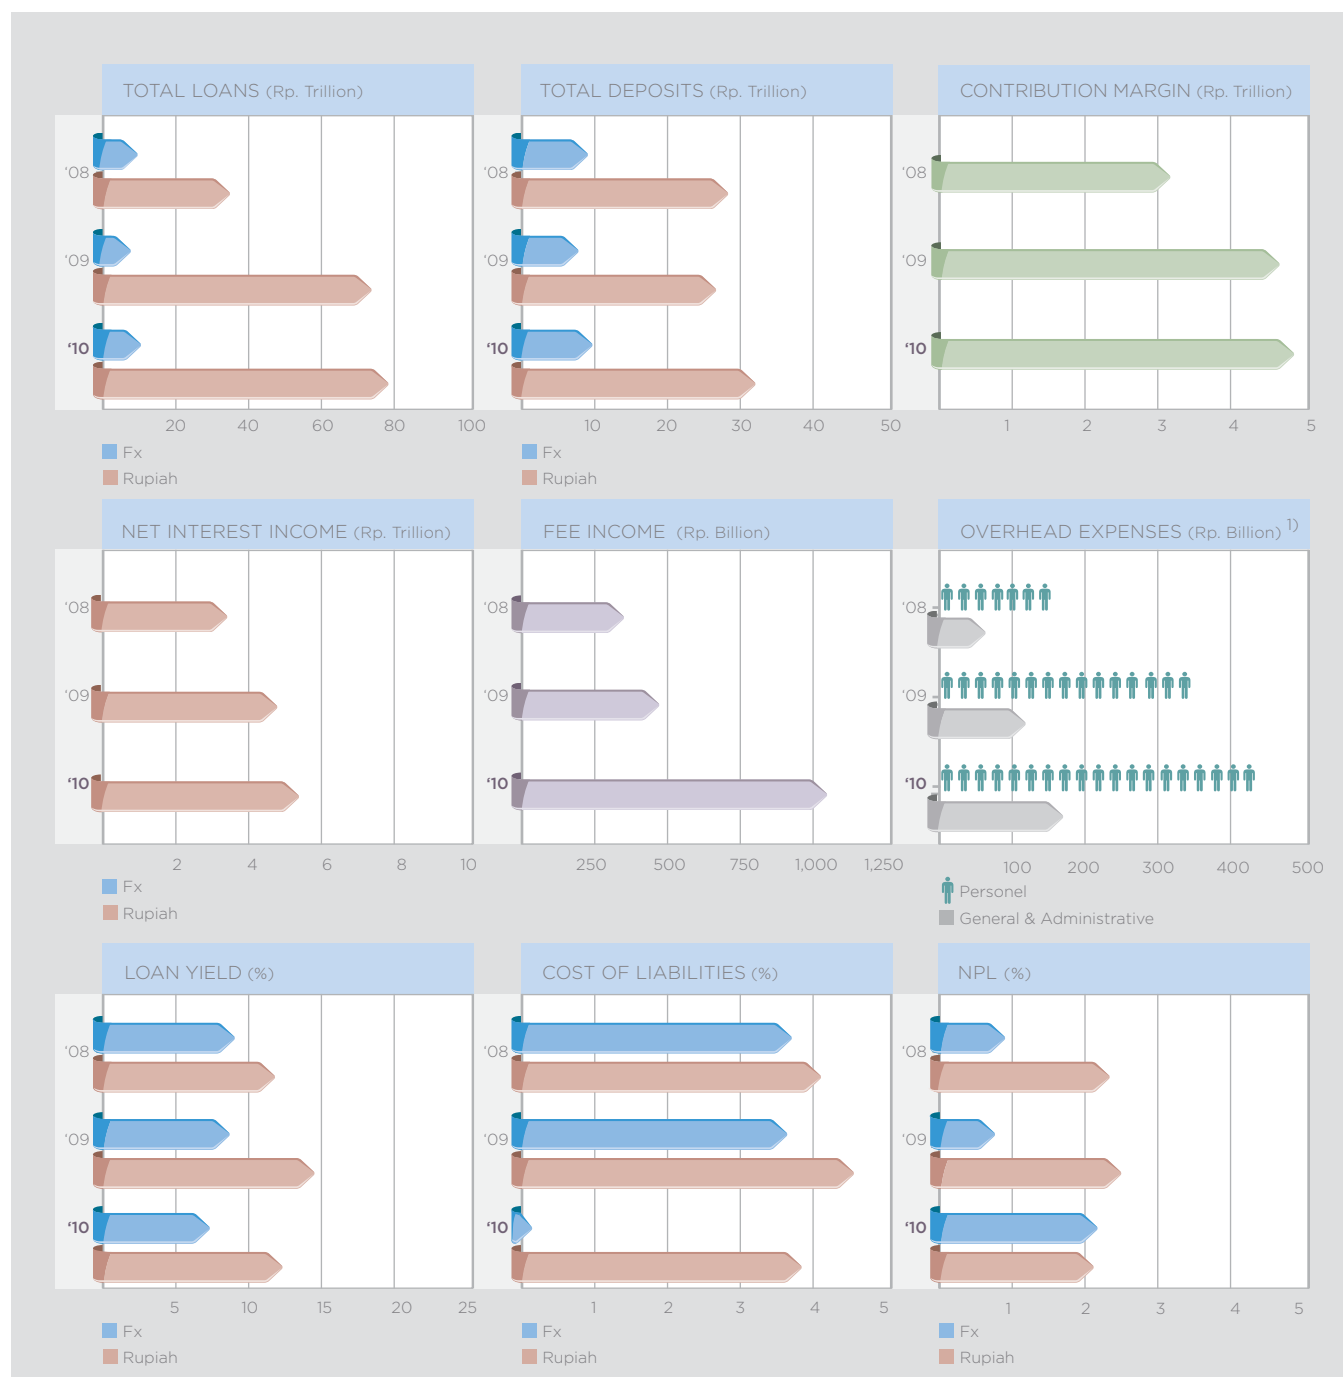 TOTAL LOANS (Rp. Trillion)
‘08
‘09
‘10
20 40 60 80 100
Fx
Rupiah
TOTAL DEPOSITS (Rp. Trillion)
‘08
‘09
‘10
10 20 30 40 50
Fx
Rupiah
CONTRIBUTION MARGIN (Rp. Trillion)
‘08
‘09
‘10
1 2 3 4 5
NET INTEREST INCOME (Rp. Trillion)
‘08
‘09
‘10
2 4 6 8 10
Fx
Rupiah
FEE INCOME (Rp. Billion)
‘08
‘09
‘10
250 500 750 1,000 1,250
OVERHEAD EXPENSES (Rp. Billion) 1)
‘08
‘09
‘10
100 200 300 400 500
Personel
General & Administrative
LOAN YIELD (%)
‘08
‘09
‘10
5 10 15 20 25
Fx
Rupiah
COST OF LIABILITIES (%)
‘08
‘09
‘10
1 2 3 4 5
Fx
Rupiah
NPL (%)
‘08
‘09
‘10
1 2 3 4 5
Fx
Rupiah